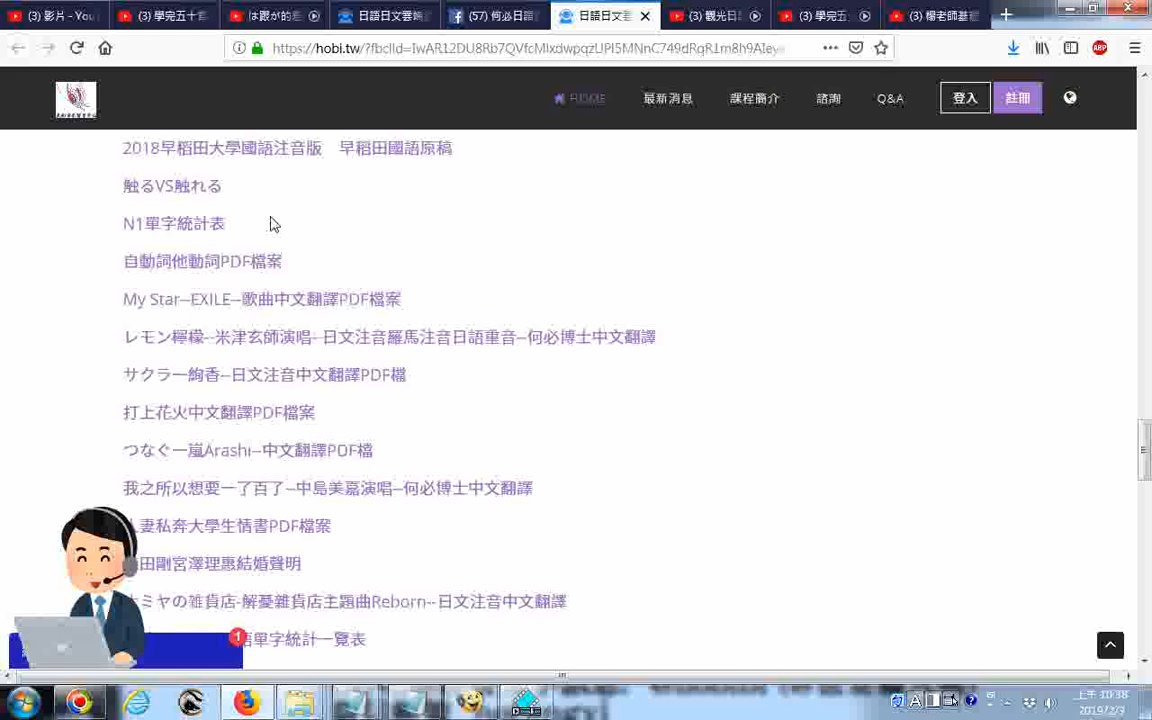 (3) 影片 - You
(3) 學完五十音
は跟がの差
日語日文雲端
(57) 何必日語
日語日文雲
(3) 観光日
(3) 學完五
(3) 楊老師基
https://hobi.tw/?fbclid=IwAR12DU8Rb7QVfcMIxdwpqzUPl5MNnC749dRgR1m8h9AIey
ABP
HOME 最新消息 課程簡介 諮詢 Q&A 登入 註冊
2018早稻田大學國語注音版 早稻田國語原稿
触るVS触れる
N1單字統計表
自動詞他動詞PDF檔案
My Star--EXILE--歌曲中文翻譯PDF檔案
レモン檸檬--米津玄師演唱--日文注音羅馬注音日語重音--何必博士中文翻譯
サクラ一絢香--日文注音中文翻譯PDF檔
打上花火中文翻譯PDF檔案
つなぐ一嵐Arashi--中文翻譯PDF檔
我之所以想要一了百了--中島美嘉演唱--何必博士中文翻譯
妻私奔大學生情書PDF檔案
田剛宮澤理惠結婚聲明
ミヤの雑貨店-解憂雜貨店主題曲Reborn--日文注音中文翻譯
語單字統計一覽表
1
上午 10:38
2019/2/3